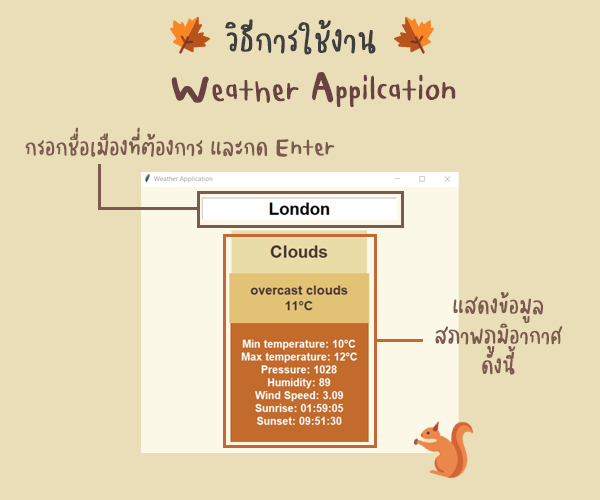 วิธีการใช้งาน
Weather Appilcation
กรอกชื่อเมืองที่ต้องการ และกด Enter
Weather Application
London
Clouds
overcast clouds
11°C
Min temperature: 10°C
Max temperature: 12°C
Pressure: 1028
Humidity: 89
Wind Speed: 3.09
Sunrise: 01:59:05
Sunset: 09:51:30
แสดงข้อมูล
สภาพภูมิอากาศ
ดังนี้